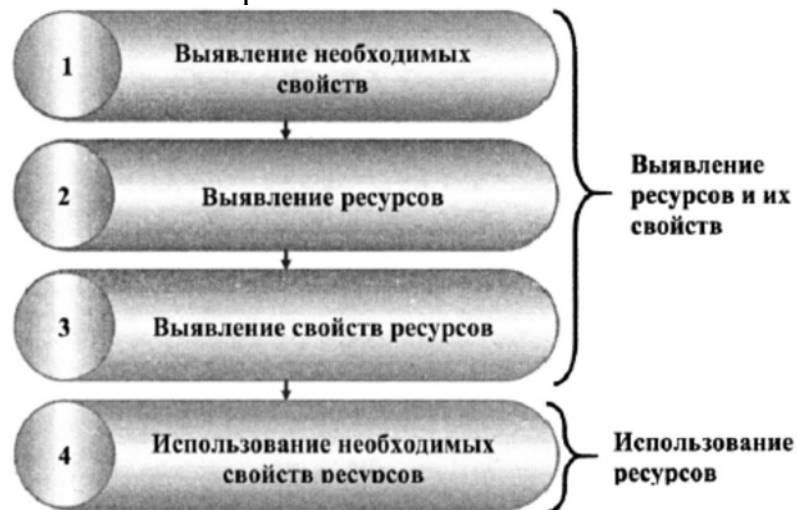 1
Выявление необходимых
свойств
2
Выявление ресурсов
3
Выявление свойств ресурсов
4
Использование необходимых
свойств ресурсов
Выявление
ресурсов и их
свойств
Использование
ресурсов